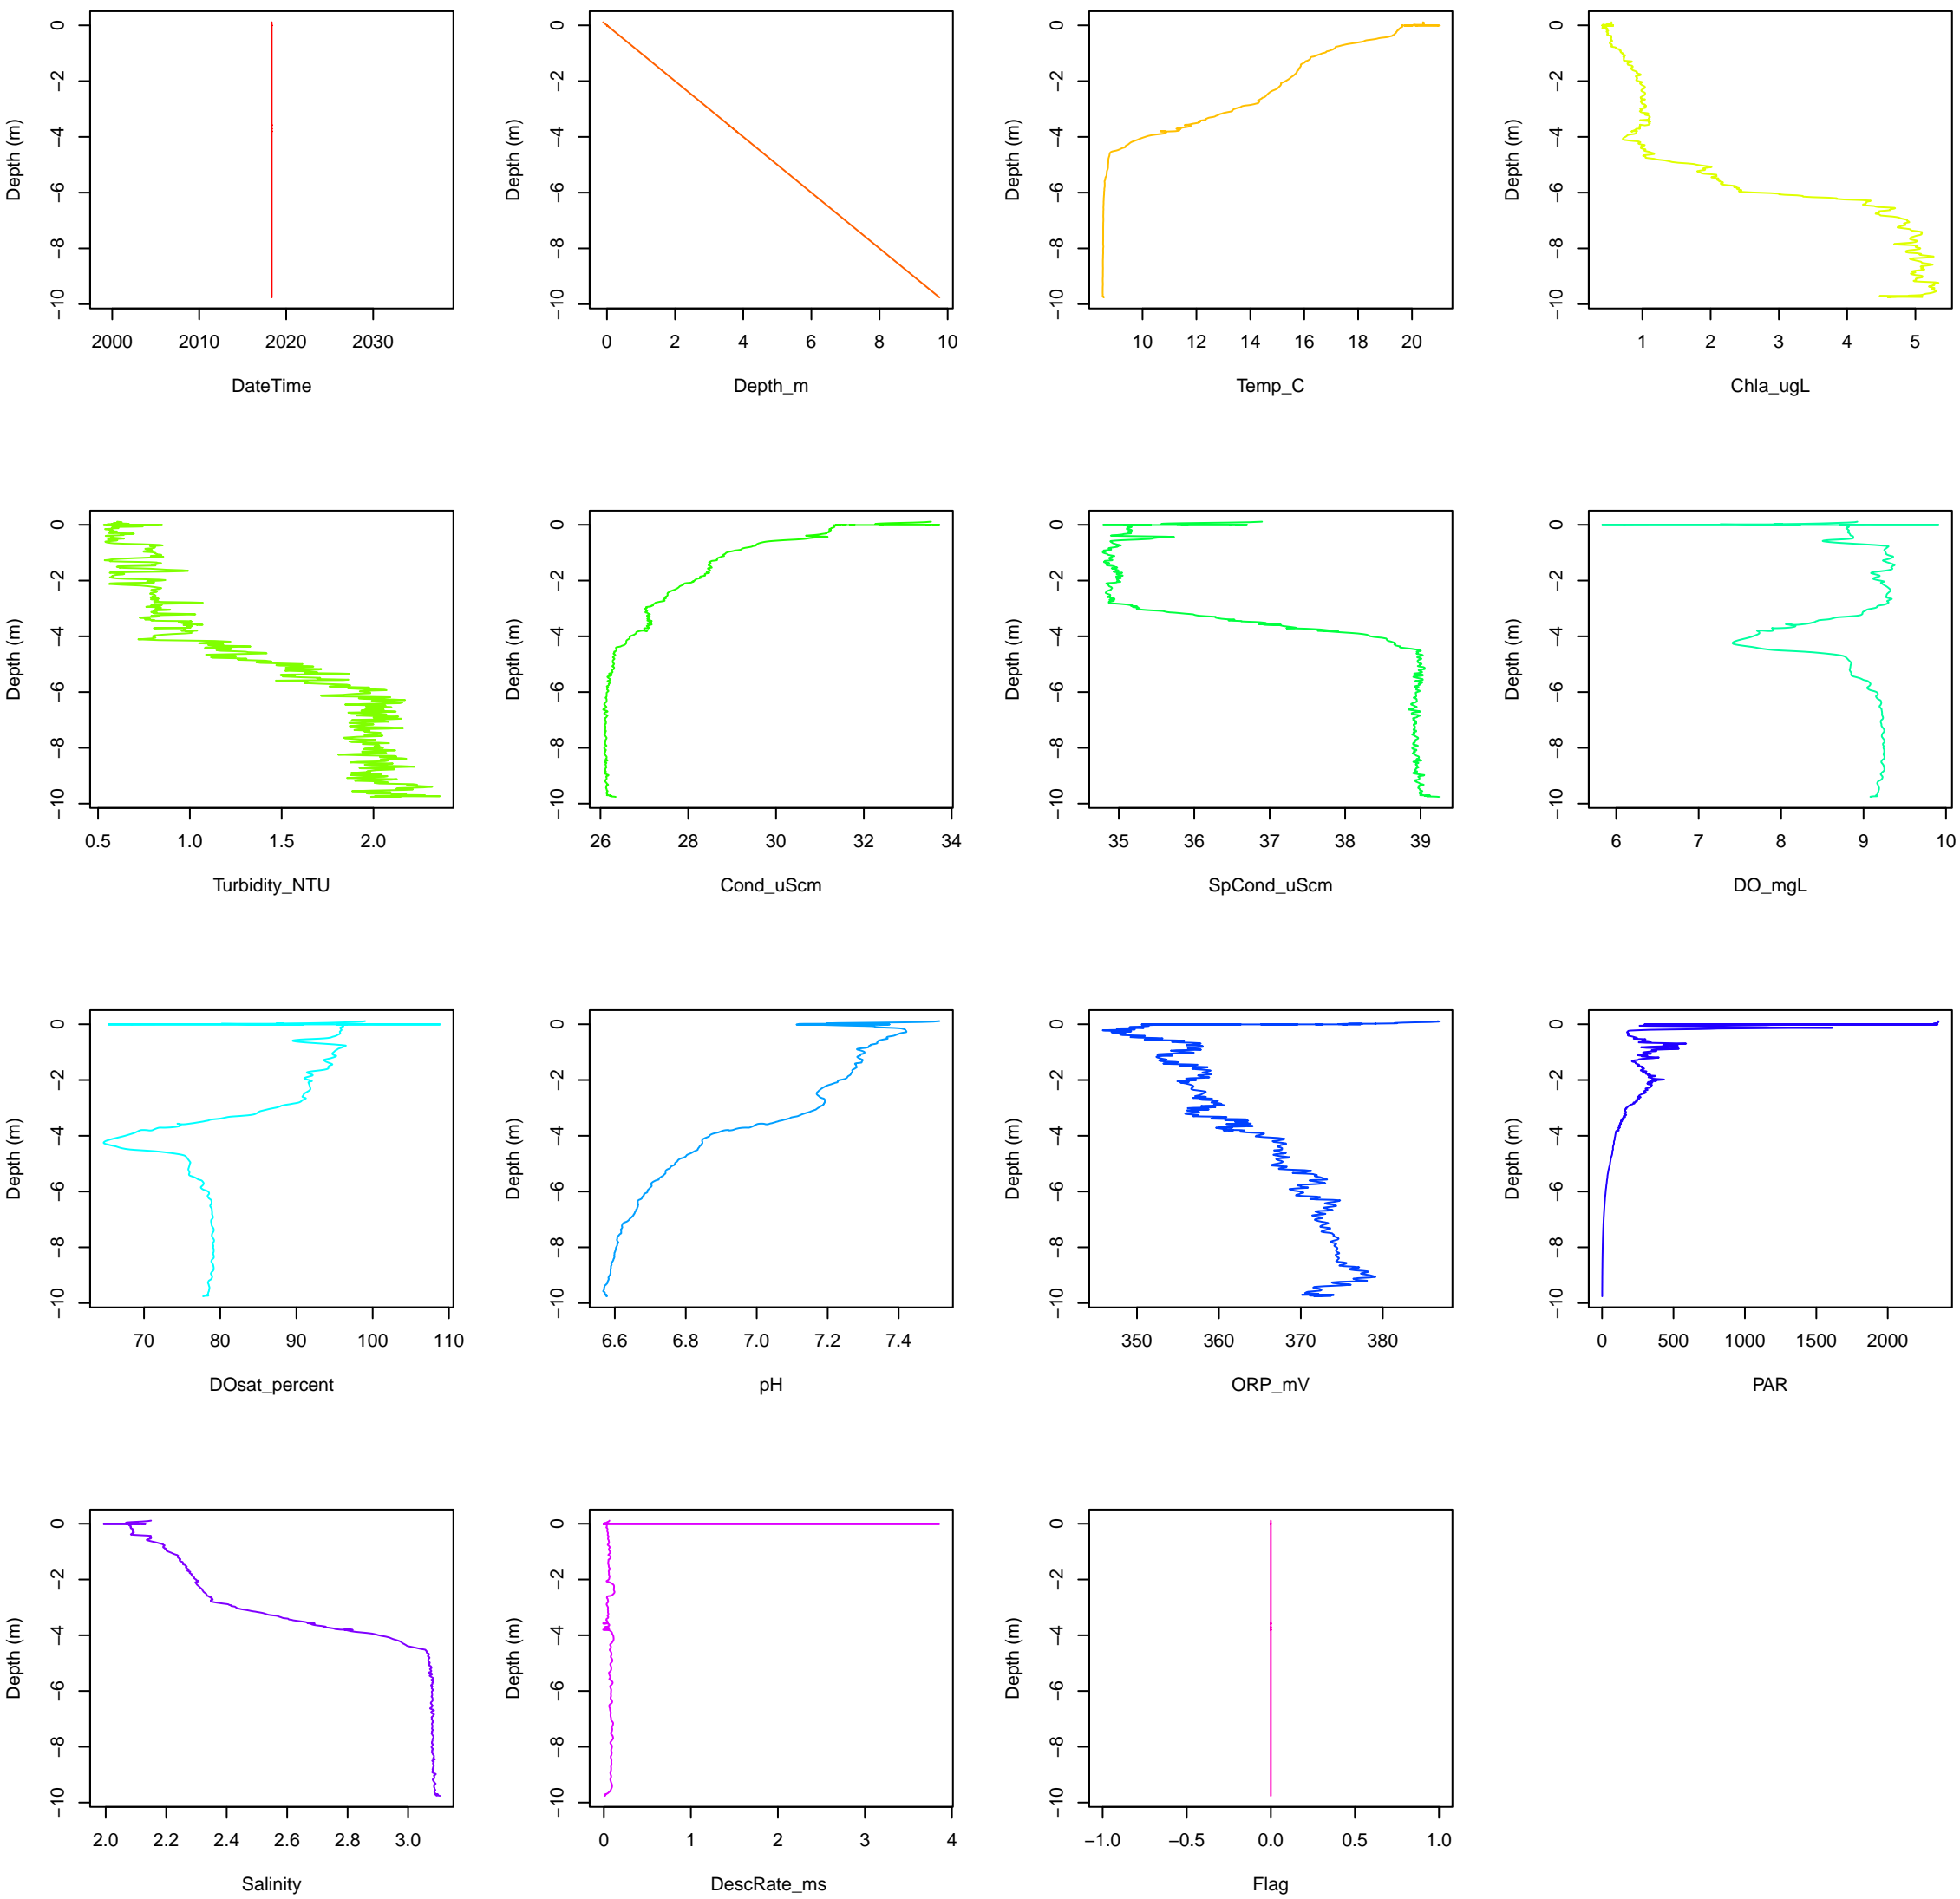 Depth (m)
0
−2
−4
−6
−8
−10
2000 2010 2020 2030
DateTime
Depth (m)
0
−2
−4
−6
−8
−10
0 2 4 6 8 10
Depth_m
Depth (m)
0
−2
−4
−6
−8
−10
10 12 14 16 18 20
Temp_C
Depth (m)
0
−2
−4
−6
−8
−10
1 2 3 4 5
Chla_ugL
Depth (m)
0
−2
−4
−6
−8
−10
0.5 1.0 1.5 2.0
Turbidity_NTU
Depth (m)
0
−2
−4
−6
−8
−10
26 28 30 32 34
Cond_uScm
Depth (m)
0
−2
−4
−6
−8
−10
35 36 37 38 39
SpCond_uScm
Depth (m)
0
−2
−4
−6
−8
−10
6 7 8 9 10
DO_mgL
Depth (m)
0
−2
−4
−6
−8
−10
70 80 90 100 110
DOsat_percent
Depth (m)
0
−2
−4
−6
−8
−10
6.6 6.8 7.0 7.2 7.4
pH
Depth (m)
0
−2
−4
−6
−8
−10
350 360 370 380
ORP_mV
Depth (m)
0
−2
−4
−6
−8
−10
0 500 1000 1500 2000
PAR
Depth (m)
0
−2
−4
−6
−8
−10
2.0 2.2 2.4 2.6 2.8 3.0
Salinity
Depth (m)
0
−2
−4
−6
−8
−10
0 1 2 3 4
DescRate_ms
Depth (m)
0
−2
−4
−6
−8
−10
−1.0 −0.5 0.0 0.5 1.0
Flag